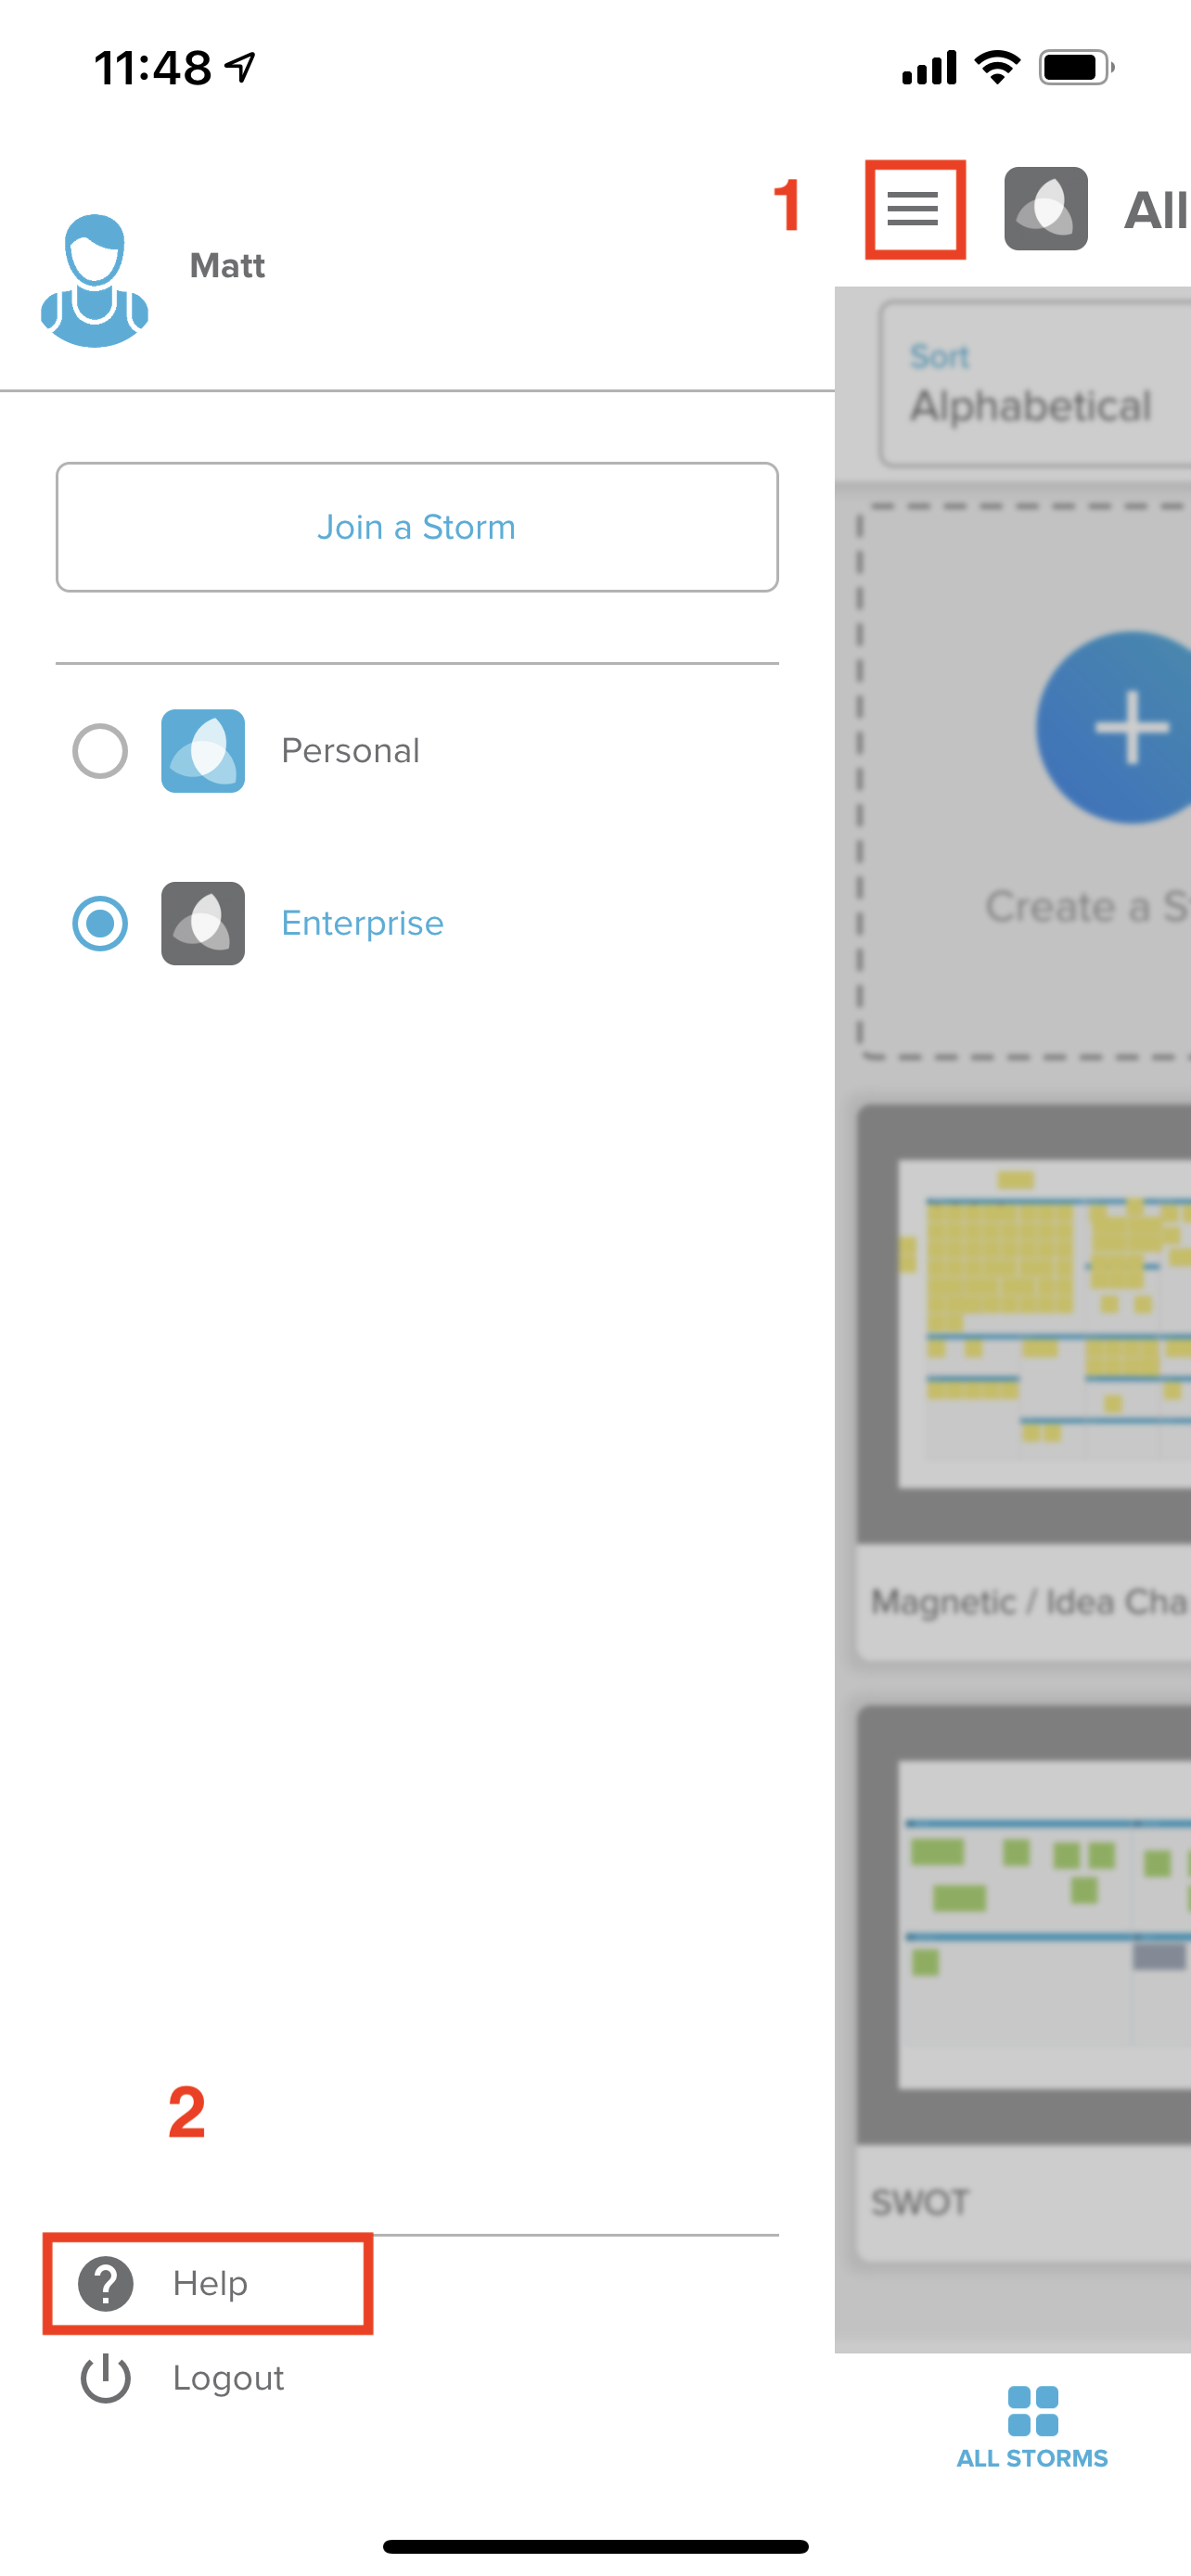 11:48
1
All
Matt
Sort
Alphabetical
Join a Storm
Personal
Create a S
Enterprise
Magnetic / Idea Cha
2
SWOT
Help
Logout
ALL STORMS